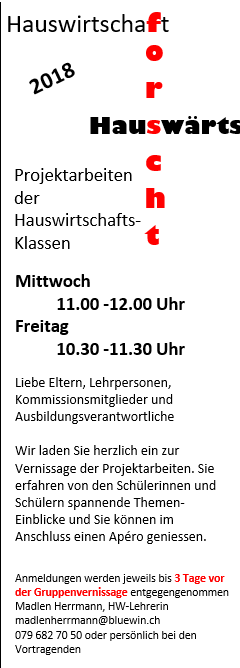 Hauswirtschaft
forscht
2018
Hauswärts
Projektarbeiten
der
Hauswirtschafts-
Klassen
Mittwoch
11.00 -12.00 Uhr
Freitag
10.30 -11.30 Uhr
Liebe Eltern, Lehrpersonen,
Kommissionsmitglieder und
Ausbildungsverantwortliche
Wir laden Sie herzlich ein zur
Vernissage der Projektarbeiten. Sie
erfahren von den Schülerinnen und
Schülern spannende Themen-
Einblicke und Sie können im
Anschluss einen Apéro geniessen.
Anmeldungen werden jeweils bis 3 Tage vor
der Gruppenvernissage entgegengenommen
Madlen Herrmann, HW-Lehrerin
madlenherrmann@bluewin.ch
079 682 70 50 oder persönlich bei den
Vortragenden